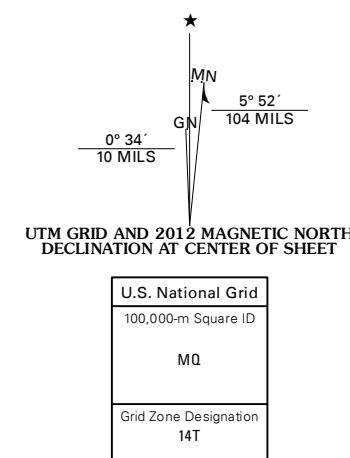 MN
5° 52´
104 MILS
GN
0° 34´
10 MILS
UTM GRID AND 2012 MAGNETIC NORTH
DECLINATION AT CENTER OF SHEET
U.S. National Grid
100,000-m Square ID
MQ
Grid Zone Designation
14T